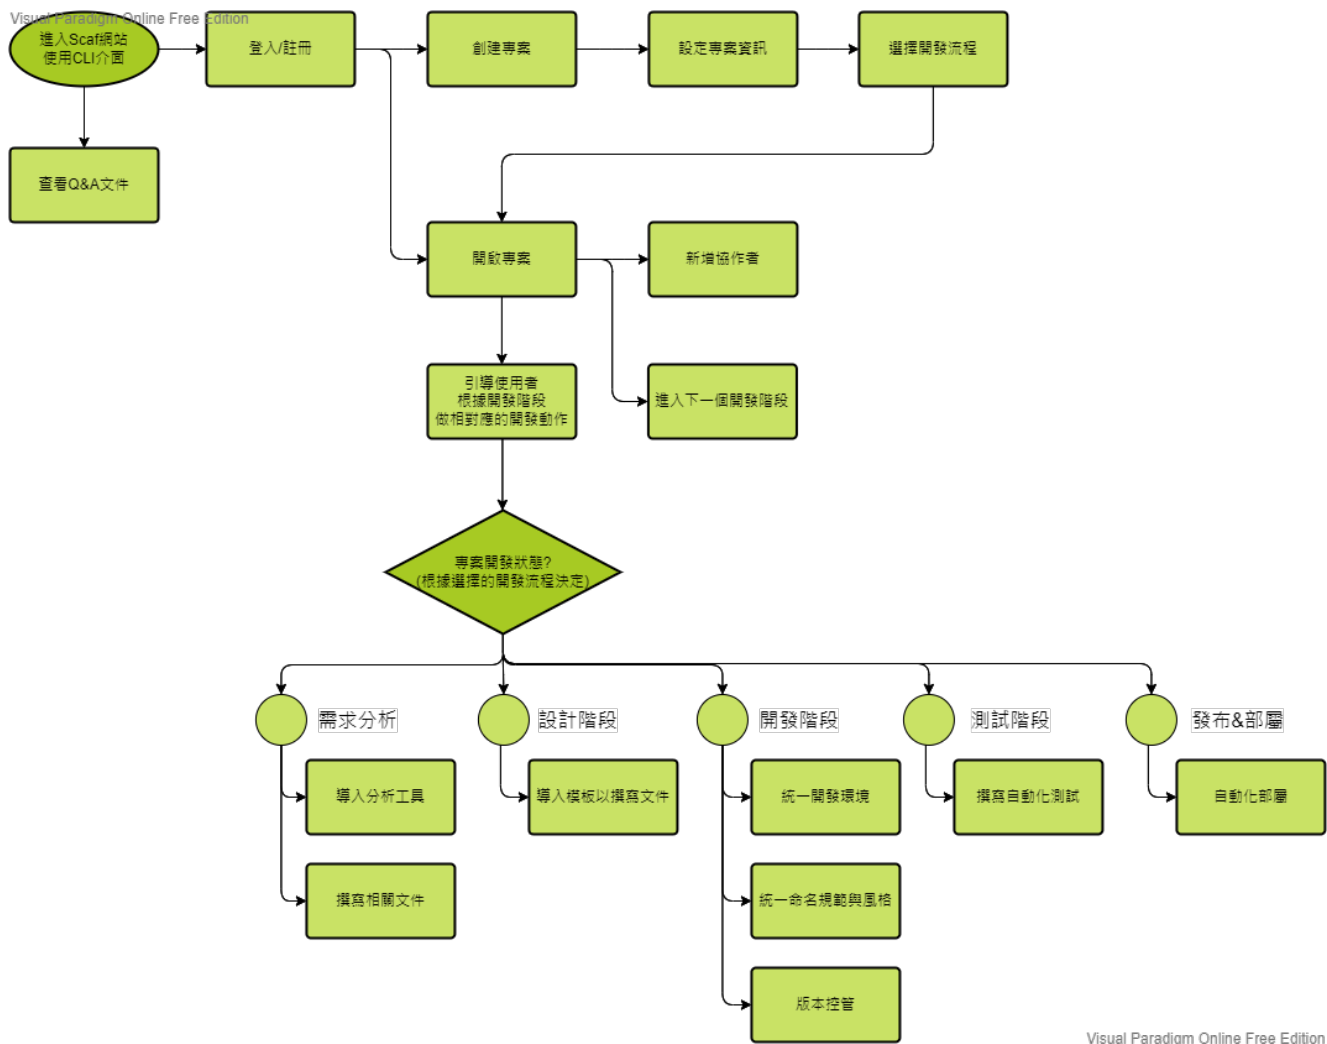 Visual Paradigm Online Free Edition
進入Scaf網站
使用CLI介面
登入/註冊
創建專案
設定專案資訊
選擇開發流程
查看Q&A文件
開啟專案
新增協作者
引導使用者
根據開發階段
做相對應的開發動作
進入下一個開發階段
專案開發狀態?
(根據選擇的開發流程決定)
需求分析
設計階段
開發階段
測試階段
發布&部屬
導入分析工具
導入模板以撰寫文件
統一開發環境
撰寫自動化測試
自動化部屬
撰寫相關文件
統一命名規範與風格
版本控管
Visual Paradigm Online Free Edition